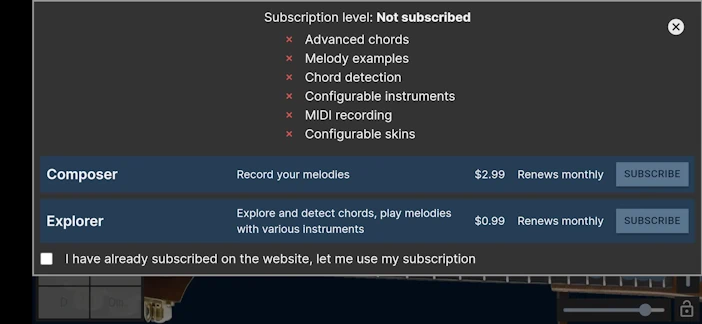 Subscription level: Not subscribed
× Advanced chords
× Melody examples
× Chord detection
× Configurable instruments
× MIDI recording
× Configurable skins
Composer Record your melodies $2.99 Renews monthly SUBSCRIBE
Explorer Explore and detect chords, play melodies with various instruments $0.99 Renews monthly SUBSCRIBE
I have already subscribed on the website, let me use my subscription